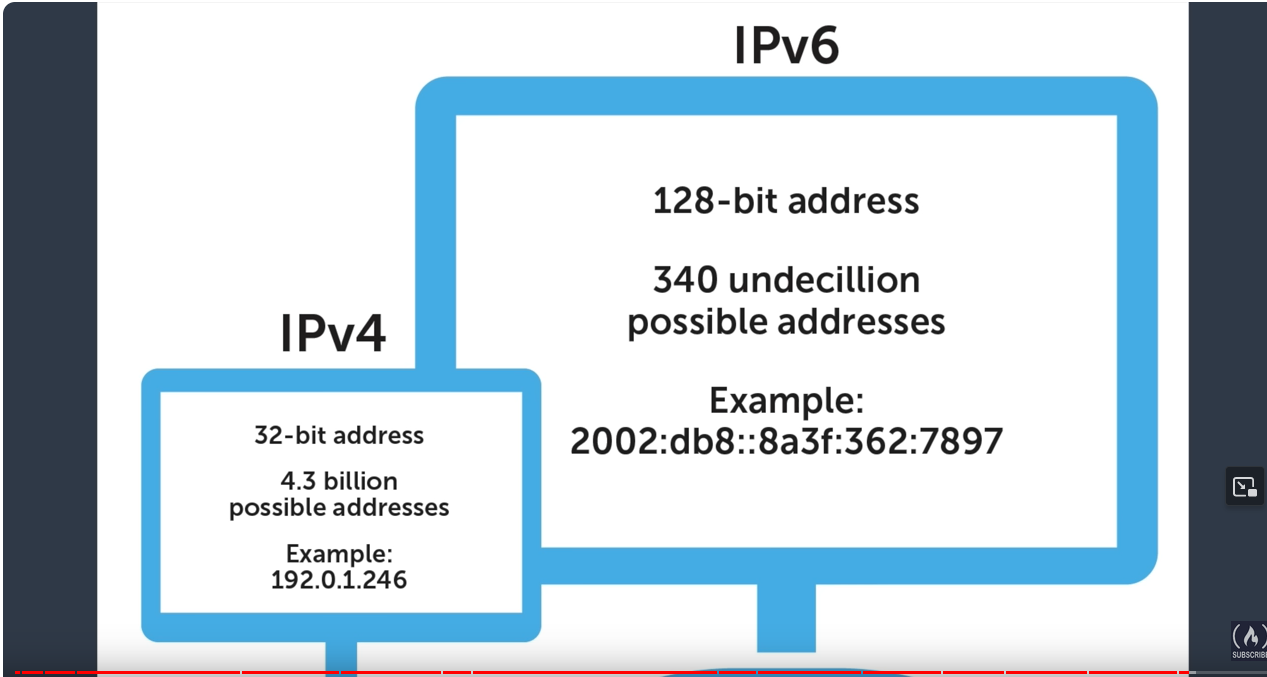 IPv6
128-bit address
340 undecillion
possible addresses
Example:
2002:db8::8a3f:362:7897
IPv4
32-bit address
4.3 billion
possible addresses
Example:
192.0.1.246
SUBSCRIBE